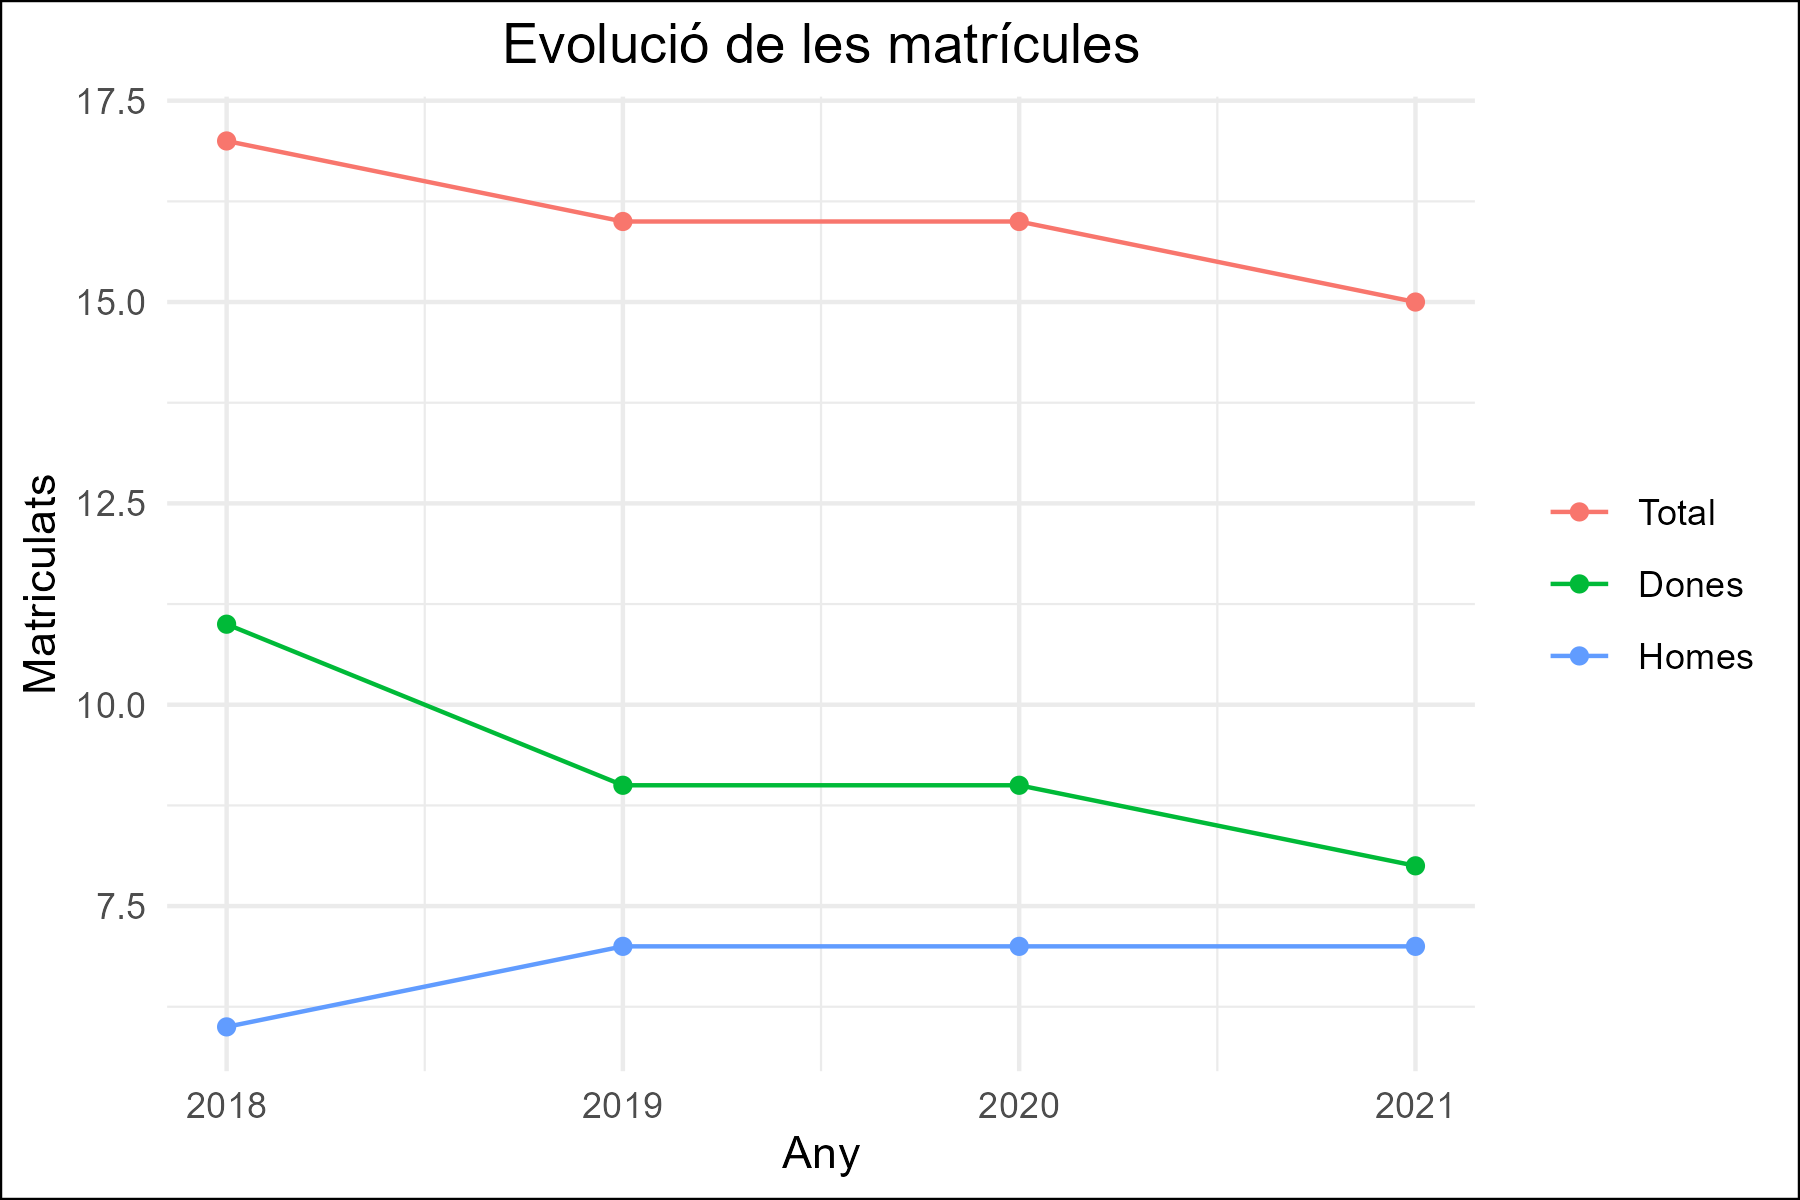 Evolució de les matrícules
17.5
15.0
12.5
10.0
7.5
Matriculats
2018 2019 2020 2021
Any
Total
Dones
Homes